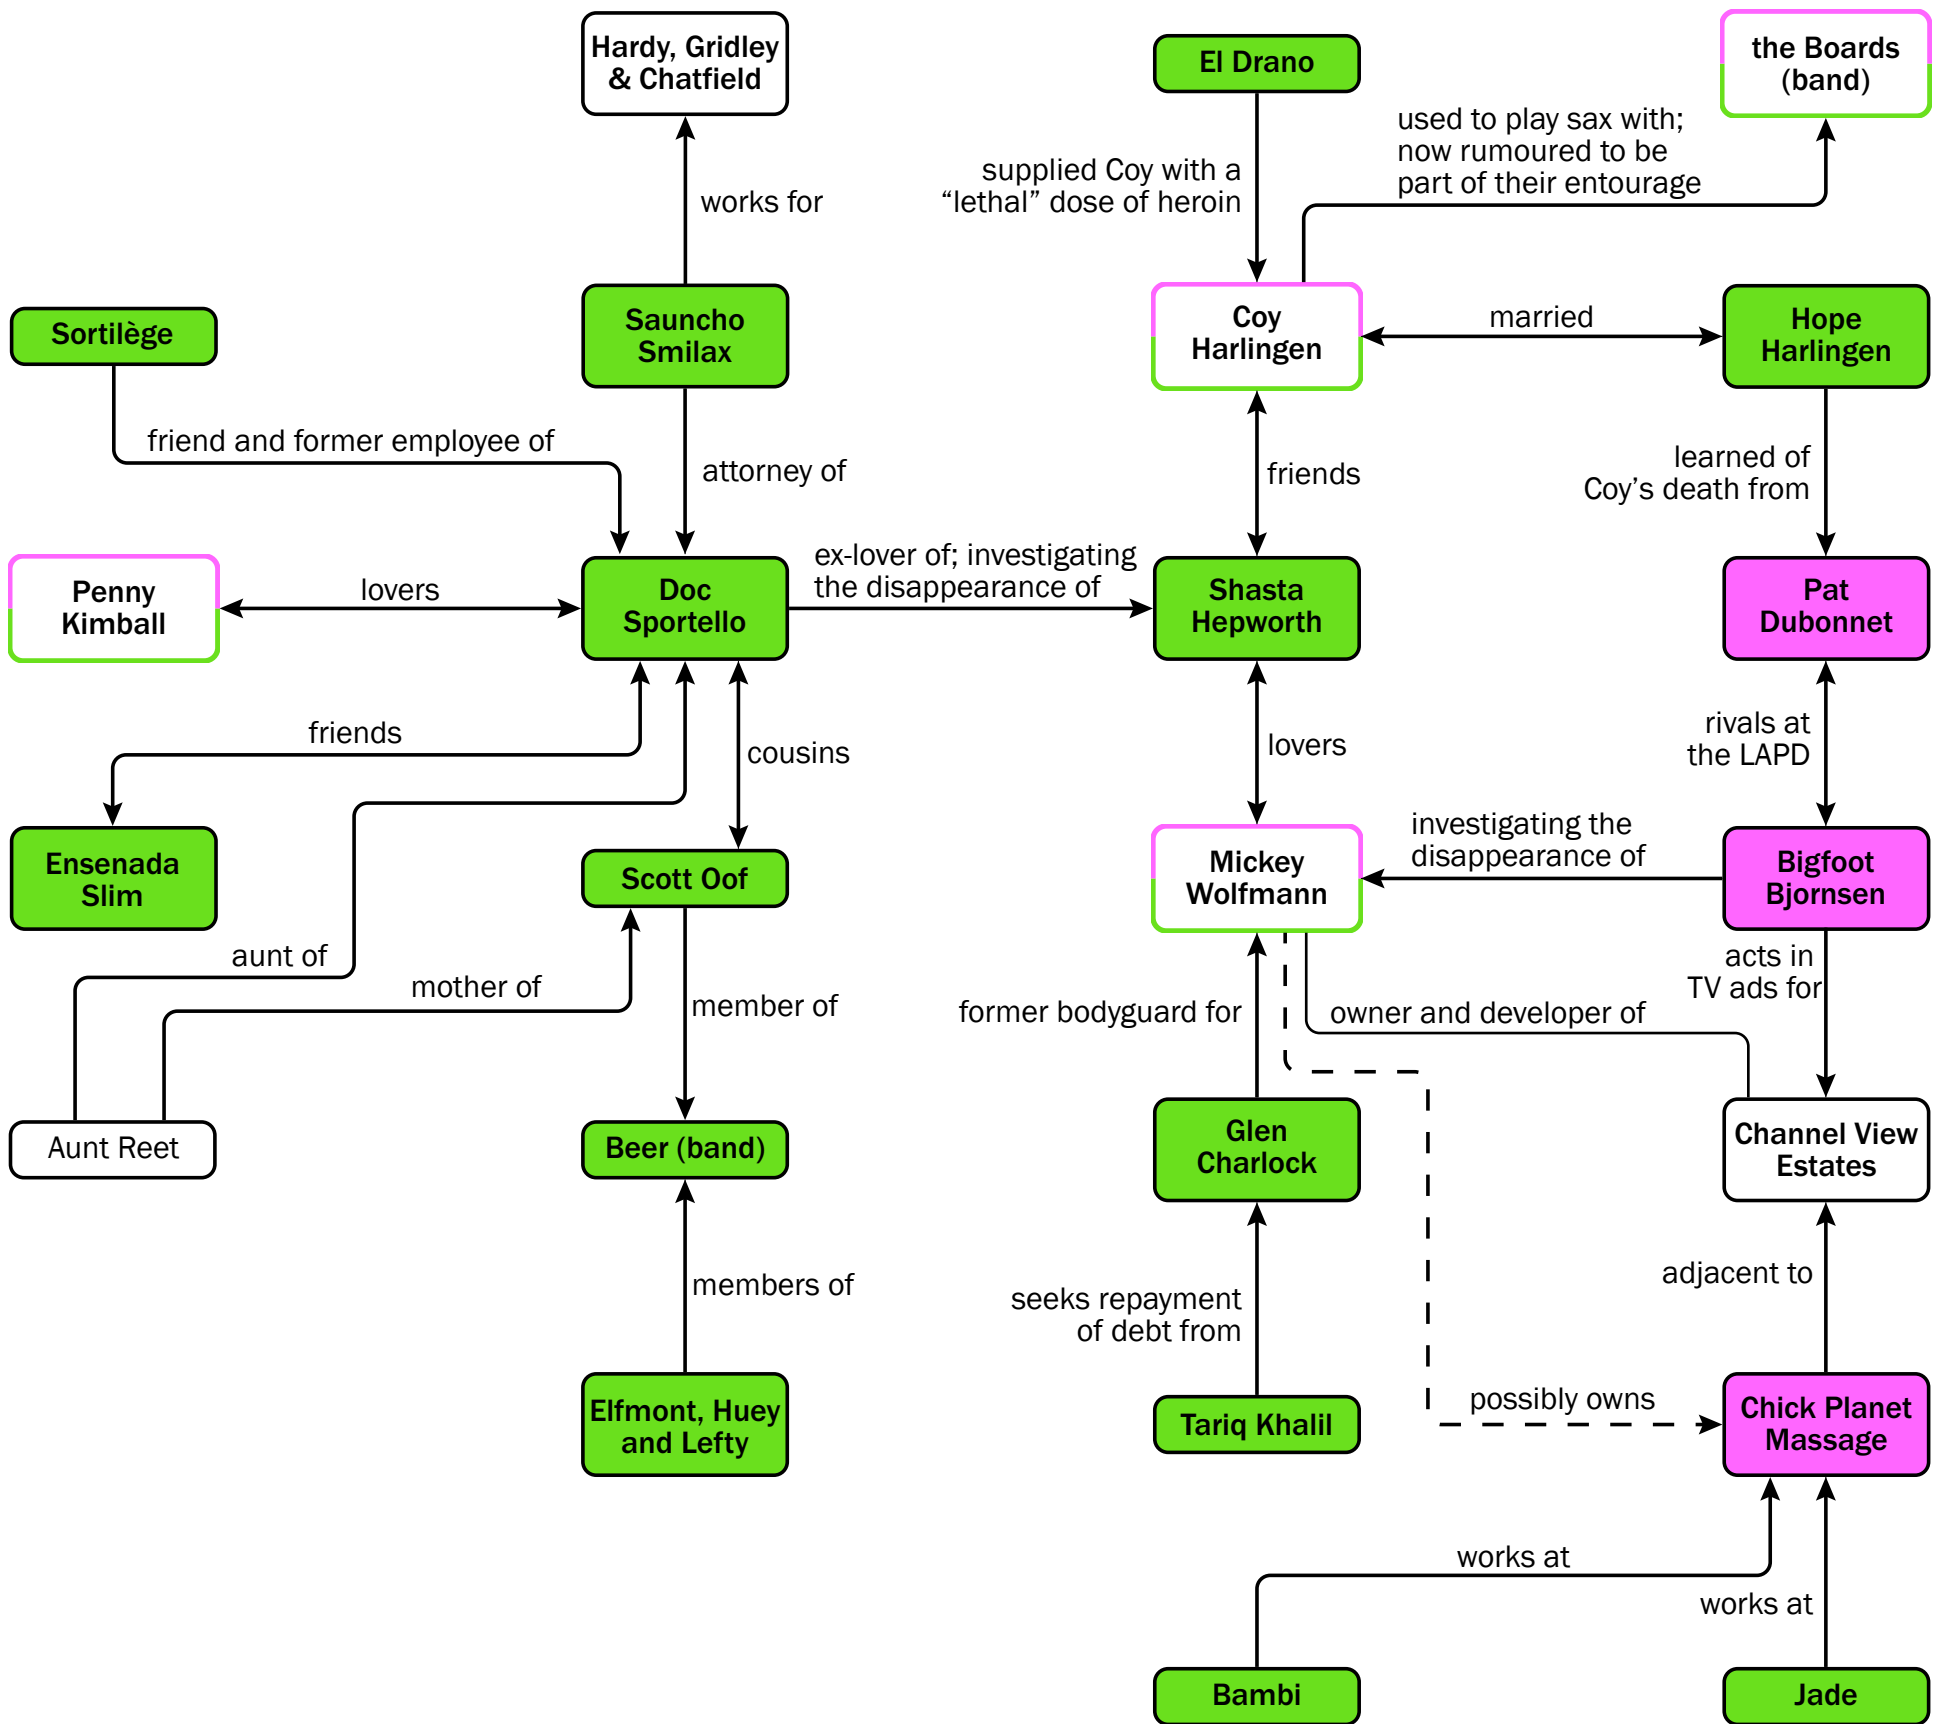 Hardy, Gridley
& Chatfield
El Drano
the Boards
(band)
used to play sax with;
now rumoured to be
part of their entourage
supplied Coy with a
“lethal” dose of heroin
works for
Sortilège
Sauncho
Smilax
Coy
Harlingen
married
Hope
Harlingen
friend and former employee of
attorney of
friends
learned of
Coy’s death from
Penny
Kimball
lovers
Doc
Sportello
ex-lover of; investigating
the disappearance of
Shasta
Hepworth
Pat
Dubonnet
friends
cousins
lovers
rivals at
the LAPD
Ensenada
Slim
Scott Oof
Mickey
Wolfmann
investigating the
disappearance of
Bigfoot
Bjornsen
aunt of
mother of
member of
former bodyguard for
owner and developer of
acts in
TV ads for
Aunt Reet
Beer (band)
Glen
Charlock
Channel View
Estates
members of
seeks repayment
of debt from
adjacent to
Elfmont, Huey
and Lefty
Tariq Khalil
possibly owns
Chick Planet
Massage
works at
works at
Bambi
Jade